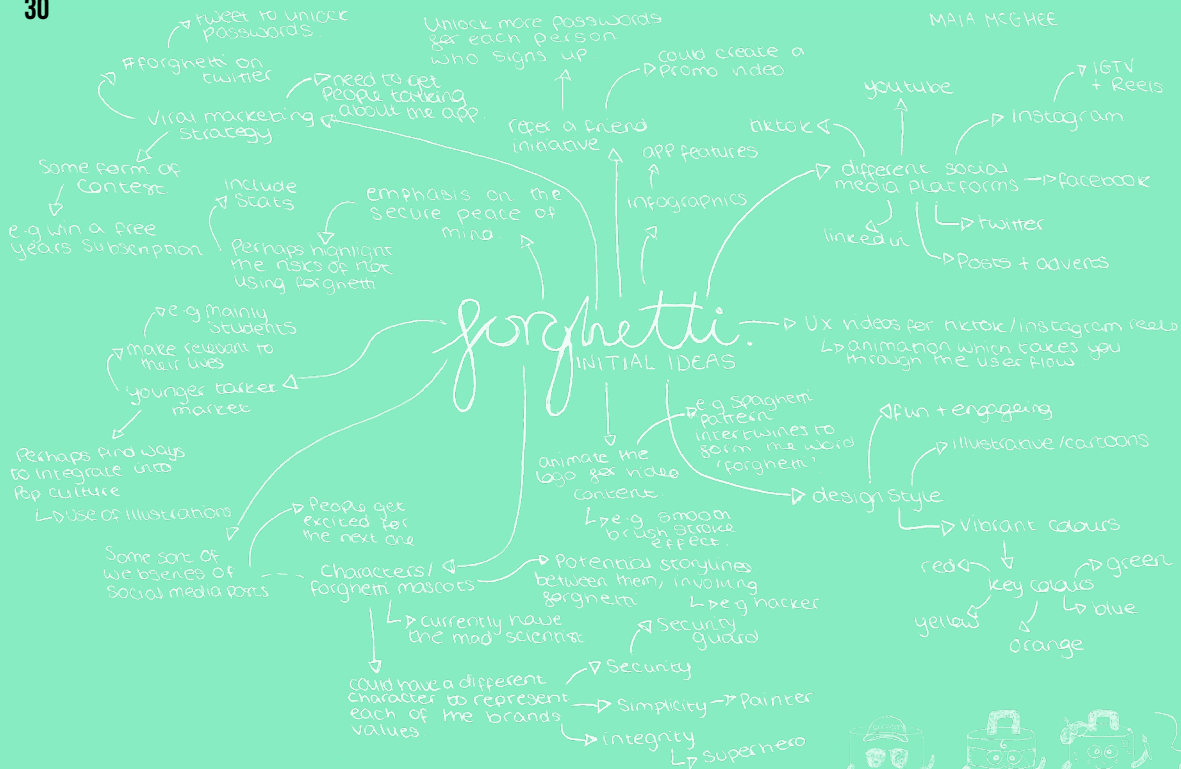 30
MAIA MCGHEE
tweet to unlock
passwords.
#forghetti on
twitter
Viral marketing
Strategy
need to get
people talking
about the app.
Some form of
Contest
e.g win a free
years Subscription
Unlock more passwords
for each person
who signs up
refer a friend
initiative
could create a
promo video
app features
infographics
youtube
tiktok
IGTV
+ Reels
Instagram
different social
media platforms
facebook
twitter
linkedin
Posts + adverts
include
Stats
emphasis on the
secure peace of
mind.
Perhaps highlight
the risks of not
using forghetti
forghetti.
INITIAL IDEAS
UX videos for tiktok/instagram reels
animation which takes you
through the user flow
e.g mainly
students
make relevant to
their lives
younger target
market
Perhaps find ways
to integrate into
Pop culture
Use of Illustrations
e.g Spaghetti
pattern
intertwines to
form the word
'forghetti'
animate the
logo for video
content.
e.g smooth
brush stroke
effect.
fun + engageing
illustrative/cartoons
design style
Vibrant colours
key colours
red
green
blue
yellow
orange
Some sort of
webseries of
Social media posts
People get
excited for
the next one
Characters/
forghetti mascots
Potential storylines
between them, involving
forghetti
e.g hacker
currently have
the mad scientist
could have a different
Character to represent
each of the brands
values
Security
Security
guard
Simplicity
Painter
integrity
Superhero